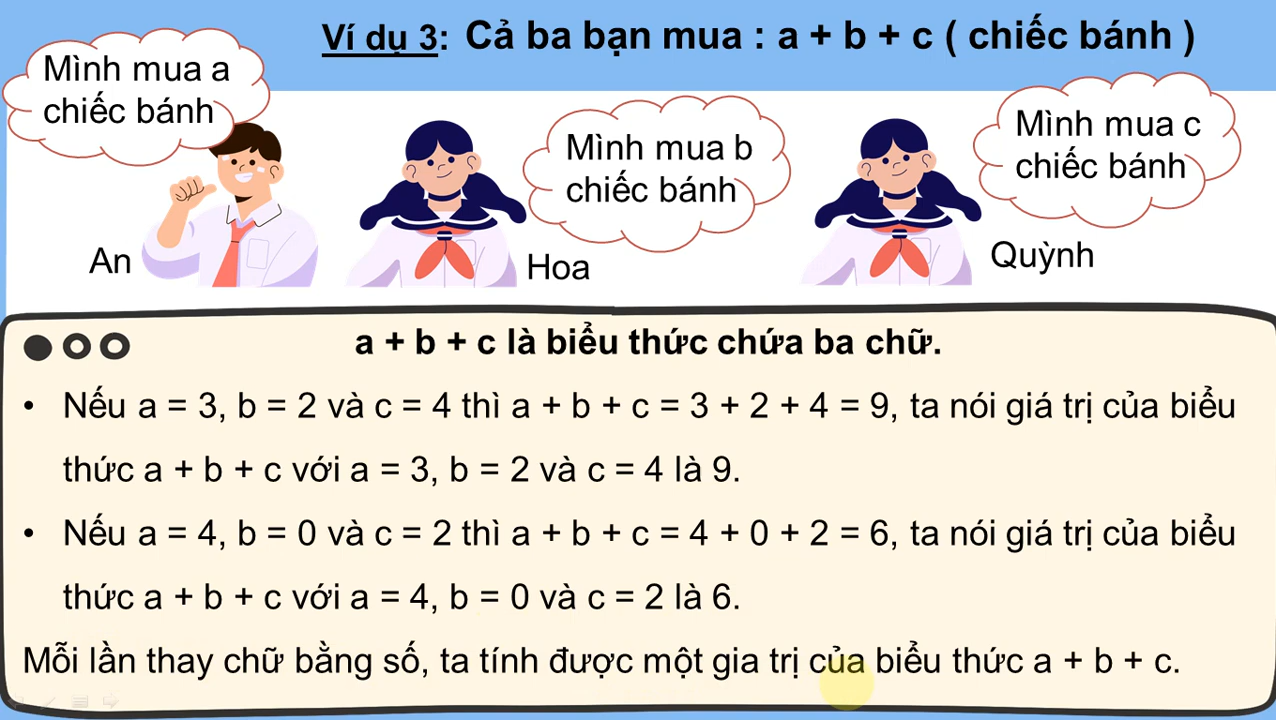 Ví dụ 3: Cả ba bạn mua : a + b + c ( chiếc bánh )
Mình mua a
chiếc bánh
Mình mua b
chiếc bánh
Mình mua c
chiếc bánh
An
Hoa
Quỳnh
a + b + c là biểu thức chứa ba chữ.
• Nếu a = 3, b = 2 và c = 4 thì a + b + c = 3 + 2 + 4 = 9, ta nói giá trị của biểu
thức a + b + c với a = 3, b = 2 và c = 4 là 9.
• Nếu a = 4, b = 0 và c = 2 thì a + b + c = 4 + 0 + 2 = 6, ta nói giá trị của biểu
thức a + b + c với a = 4, b = 0 và c = 2 là 6.
Mỗi lần thay chữ bằng số, ta tính được một gia trị của biểu thức a + b + c.